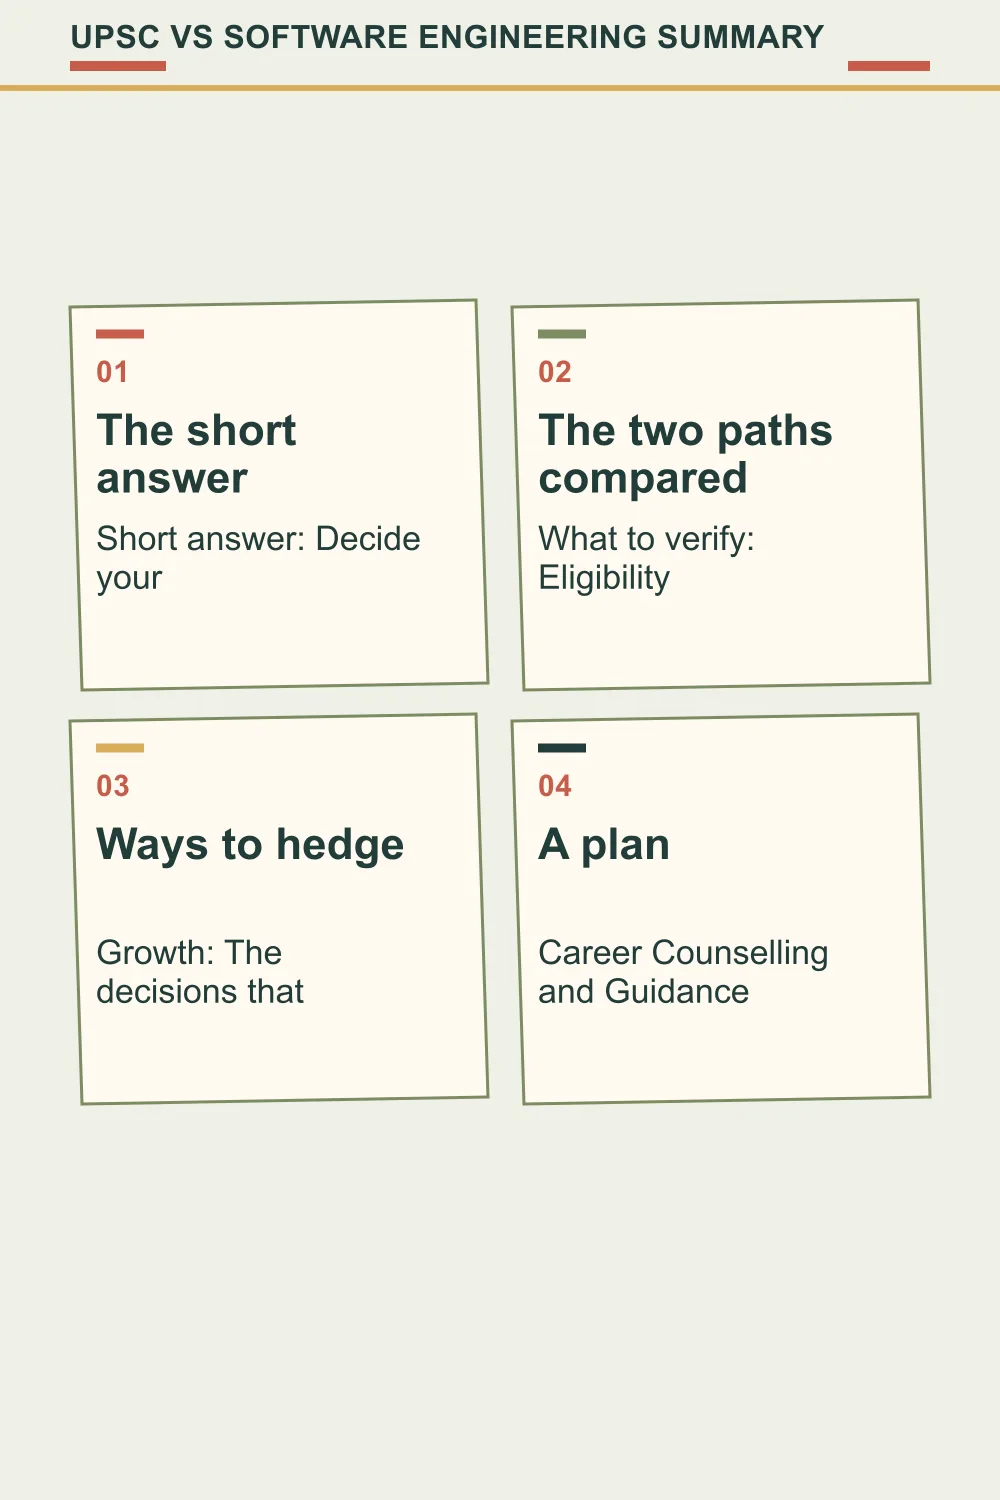 UPSC VS SOFTWARE ENGINEERING SUMMARY
01
The short
answer
Short answer: Decide
your
02
The two paths
compared
What to verify:
Eligibility
03
Ways to hedge
Growth: The
decisions that
04
A plan
Career Counselling
and Guidance